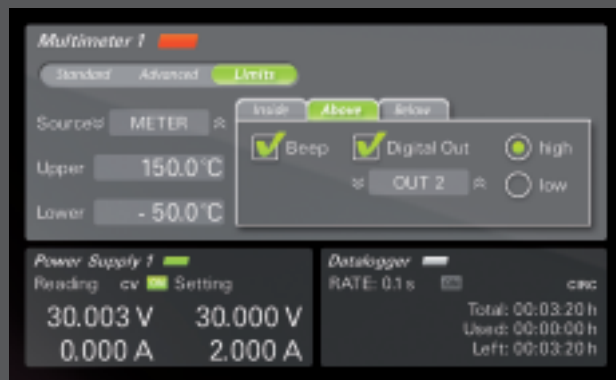 Multimeter 1
Standard Advanced Limits
Inside Above Below
Source METER
Beep Digital Out high
Upper 150.0°C
OUT 2 low
Lower - 50.0°C
Power Supply 1
Reading CV ON Setting
30.003 V 30.000 V
0.000 A 2.000 A
Datalogger
RATE: 0.1 s CIRC
Total: 00:03:20 h
Used: 00:00:00 h
Left: 00:03:20 h